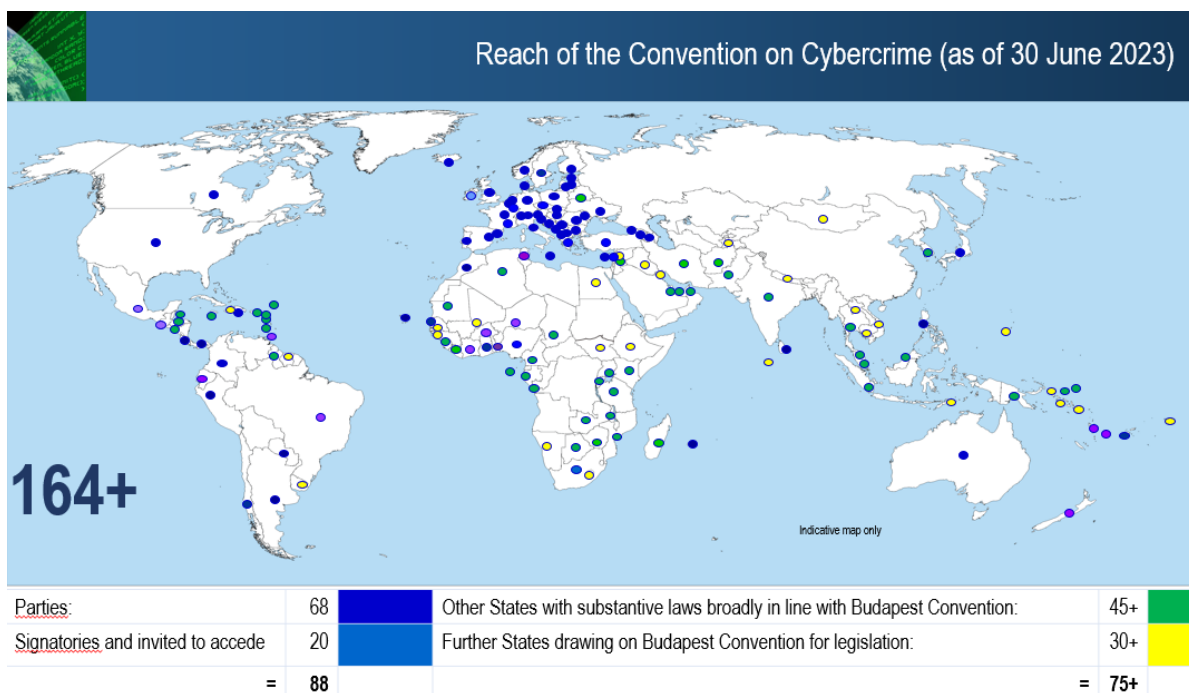 Reach of the Convention on Cybercrime (as of 30 June 2023)
164+
Indicative map only
Parties: 68 Other States with substantive laws broadly in line with Budapest Convention: 45+
Signatories and invited to accede 20 Further States drawing on Budapest Convention for legislation: 30+
= 88 = 75+